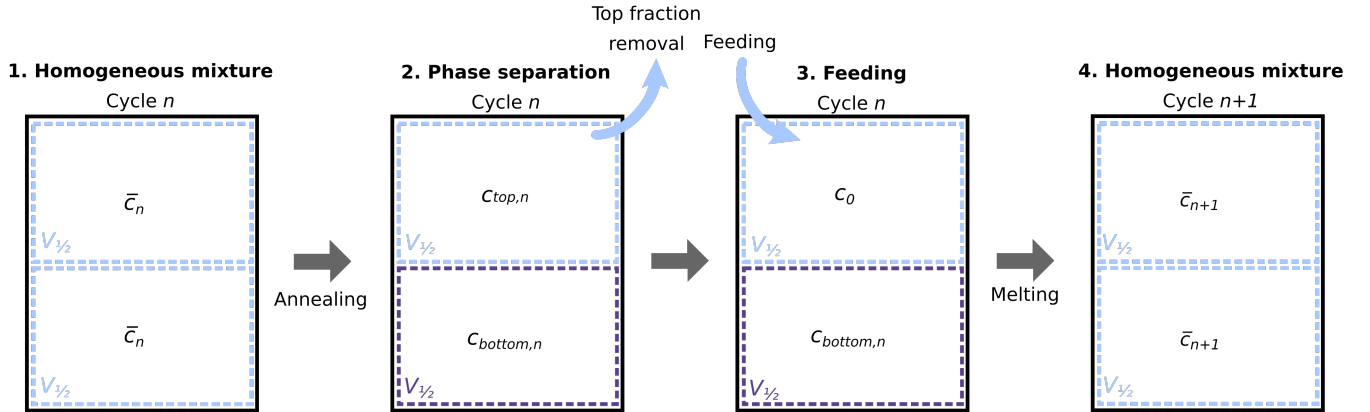 Top fraction
removal
Feeding
1. Homogeneous mixture
Cycle n
c̄n
V½
c̄n
V½
Annealing
2. Phase separation
Cycle n
ctop,n
V½
cbottom,n
V½
3. Feeding
Cycle n
c0
V½
cbottom,n
V½
Melting
4. Homogeneous mixture
Cycle n+1
c̄n+1
V½
c̄n+1
V½